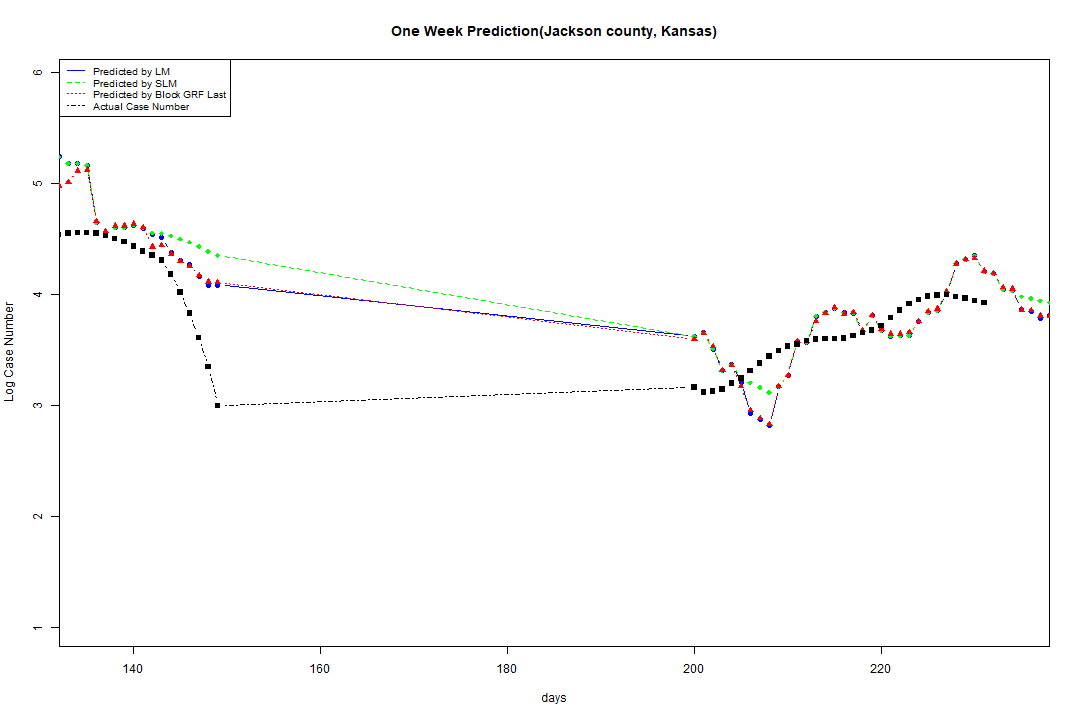 One Week Prediction(Jackson county, Kansas)
Predicted by LM
Predicted by SLM
Predicted by Block GRF Last
Actual Case Number
6
5
4
3
2
1
Log Case Number
140 160 180 200 220
days